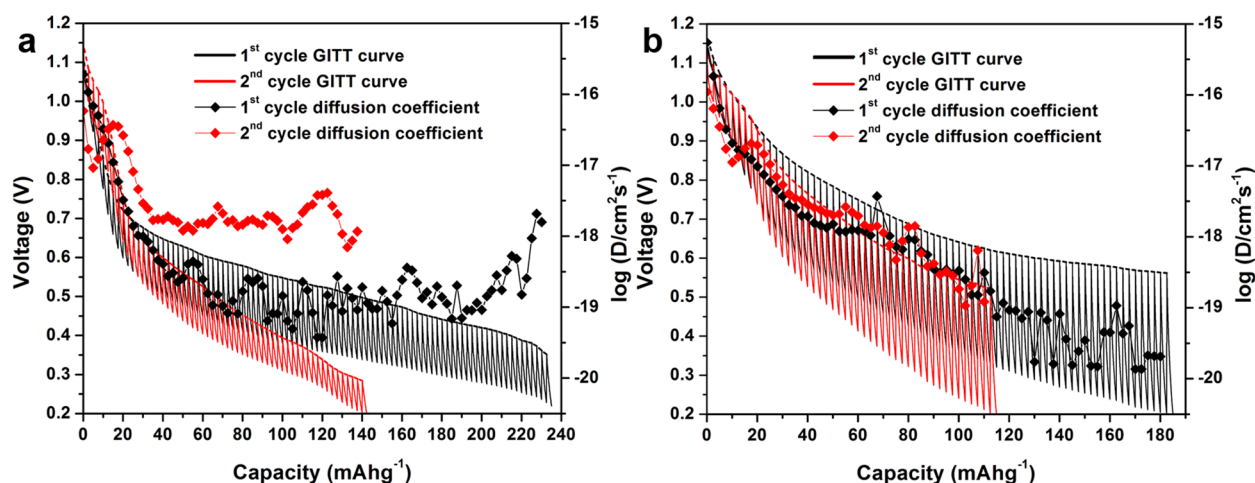 a
1st cycle GITT curve
2nd cycle GITT curve
1st cycle diffusion coefficient
2nd cycle diffusion coefficient
Voltage (V)
1.2
1.1
1.0
0.9
0.8
0.7
0.6
0.5
0.4
0.3
0.2
0 20 40 60 80 100 120 140 160 180 200 220 240
Capacity (mAhg-1)
-15
-16
-17
-18
-19
-20
log (D/cm2s-1)
b
1st cycle GITT curve
2nd cycle GITT curve
1st cycle diffusion coefficient
2nd cycle diffusion coefficient
Voltage (V)
1.2
1.1
1.0
0.9
0.8
0.7
0.6
0.5
0.4
0.3
0.2
0 20 40 60 80 100 120 140 160 180
Capacity (mAhg-1)
-15
-16
-17
-18
-19
-20
log (D/cm2s-1)